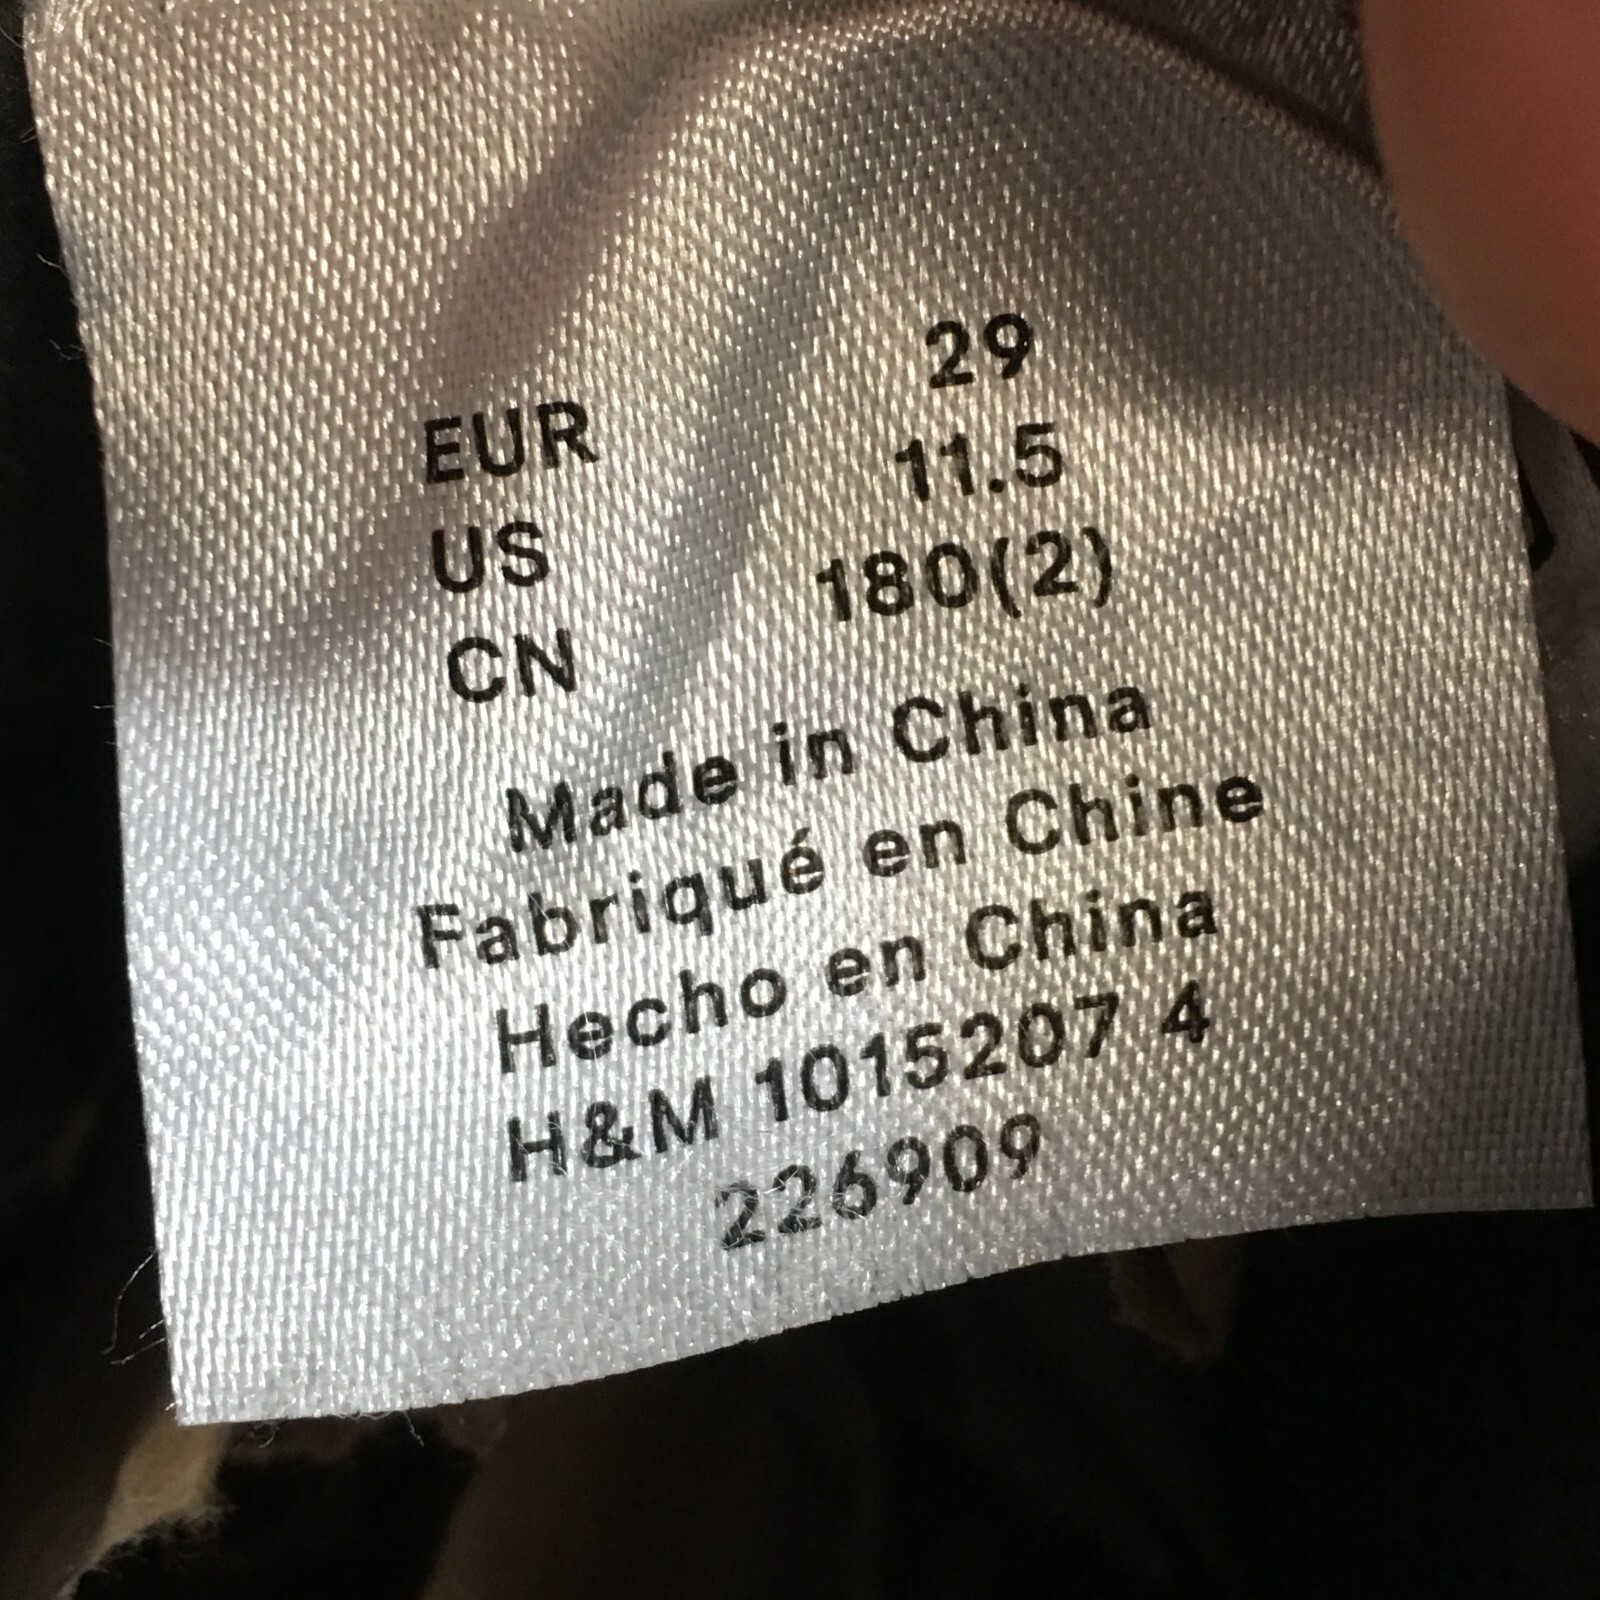 EUR 29
US 11.5
CN 180(2)
Made in China
Fabriqué en Chine
Hecho en China
H&M 1015207 4
226909